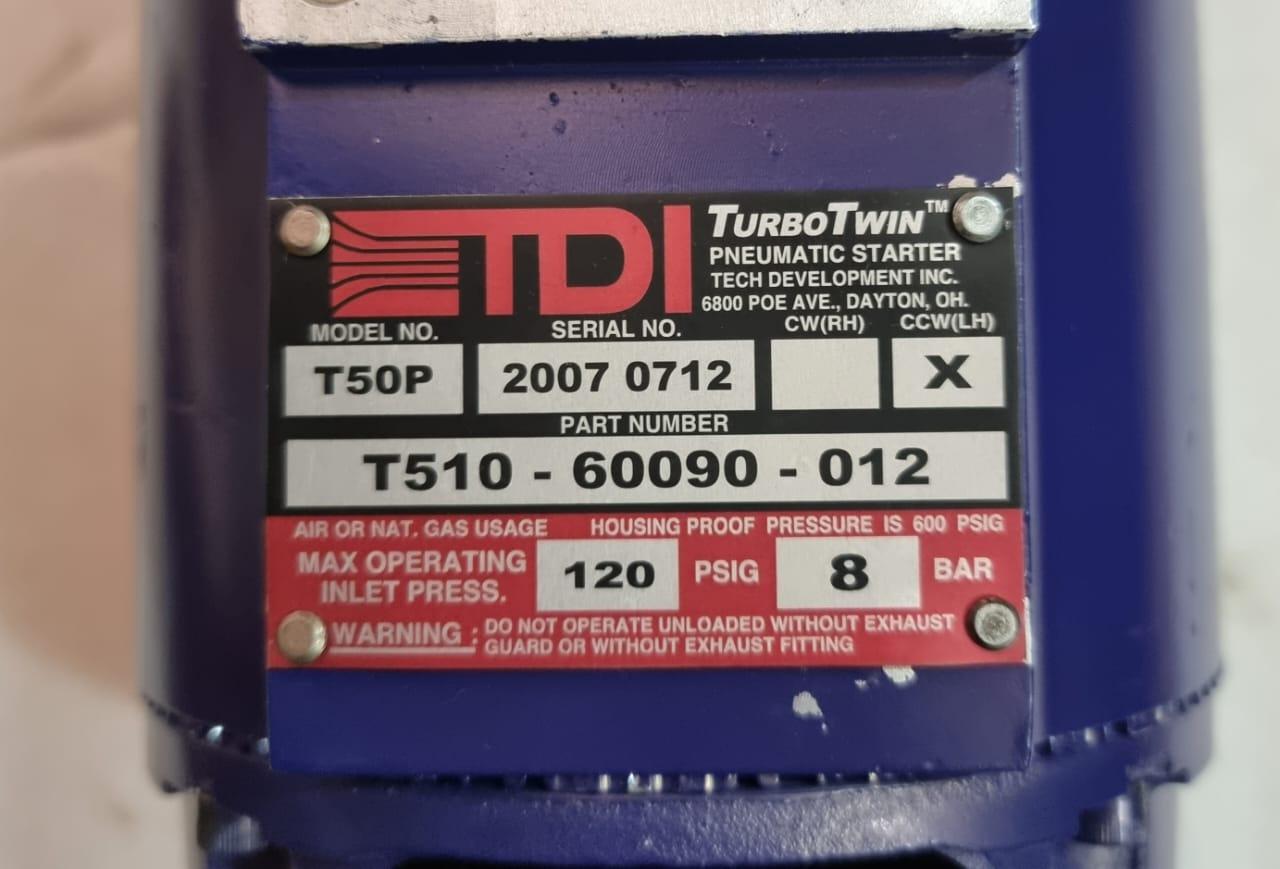 TDI
TURBOTWIN™
PNEUMATIC STARTER
TECH DEVELOPMENT INC.
6800 POE AVE., DAYTON, OH.
MODEL NO. SERIAL NO. CW(RH) CCW(LH)
T50P 2007 0712 X
PART NUMBER
T510 - 60090 - 012
AIR OR NAT. GAS USAGE HOUSING PROOF PRESSURE IS 600 PSIG
MAX OPERATING
INLET PRESS. 120 PSIG 8 BAR
WARNING : DO NOT OPERATE UNLOADED WITHOUT EXHAUST
GUARD OR WITHOUT EXHAUST FITTING